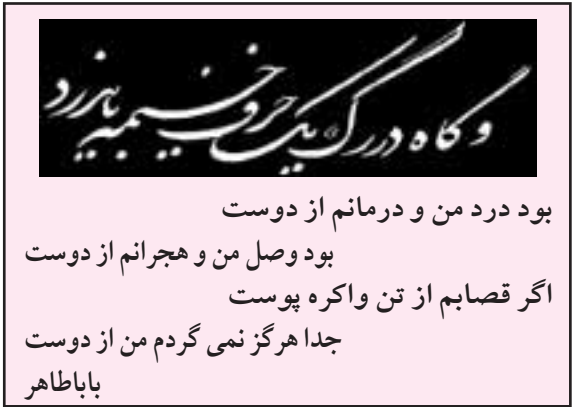 و گاه در رگ یک حرف خیمه باید زد
بود درد من و درمانم از دوست
بود وصل من و هجرانم از دوست
اگر قصابم از تن واکره پوست
جدا هرگز نمی گردم من از دوست
باباطاهر